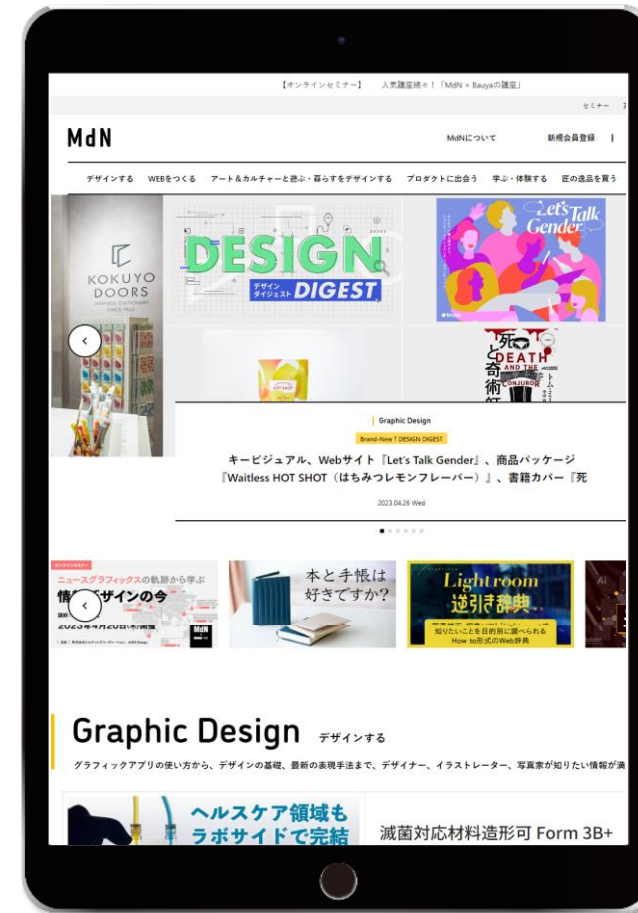 【オンラインセミナー】 人気講座続々！「MdN × Bauyaの講座」
セミナー
MdN
MdNについて 新規会員登録
デザインする WEBをつくる アート＆カルチャーと遊ぶ・暮らすをデザインする プロダクトに出会う 学ぶ・体験する 匠の逸品を買う
KOKUYO
DOORS
DESIGN
デザイン
ダイジェスト DIGEST
Let's Talk
Gender
HOT SHOT
死と奇術師
DEATH
AND THE
CONJUROR
トム・ミ
Graphic Design
Brand-New！DESIGN DIGEST
キービジュアル、Webサイト『Let's Talk Gender』、商品パッケージ
『Waitless HOT SHOT（はちみつレモンフレーバー）』、書籍カバー『死
2023.04.26 Wed
オンラインセミナー
ニュースグラフィックスの軌跡から学ぶ
デザインの今
2023年4月20日(木)開催
MdN
本と手帳は
好きですか?
Lightroom
逆引き辞典
知りたいことを目的別に調べられる
How to形式のWeb辞典
Ai
Graphic Design デザインする
グラフィックアプリの使い方から、デザインの基礎、最新の表現手法まで、デザイナー、イラストレーター、写真家が知りたい情報が満
ヘルスケア領域も
ラボサイドで完結
滅菌対応材料造形可 Form 3B+